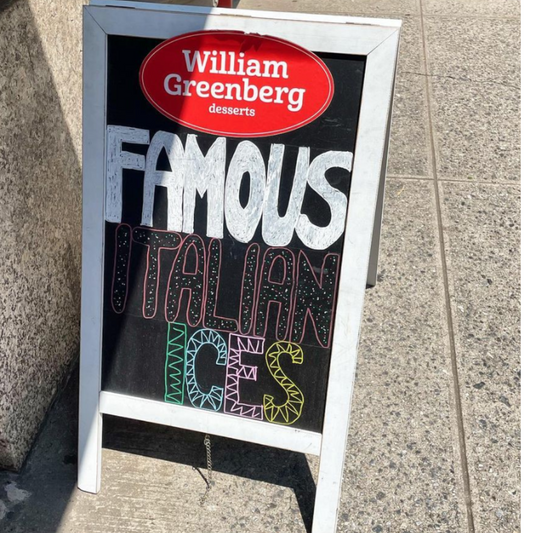 William
Greenberg
desserts
FAMOUS
ITALIAN
ICES